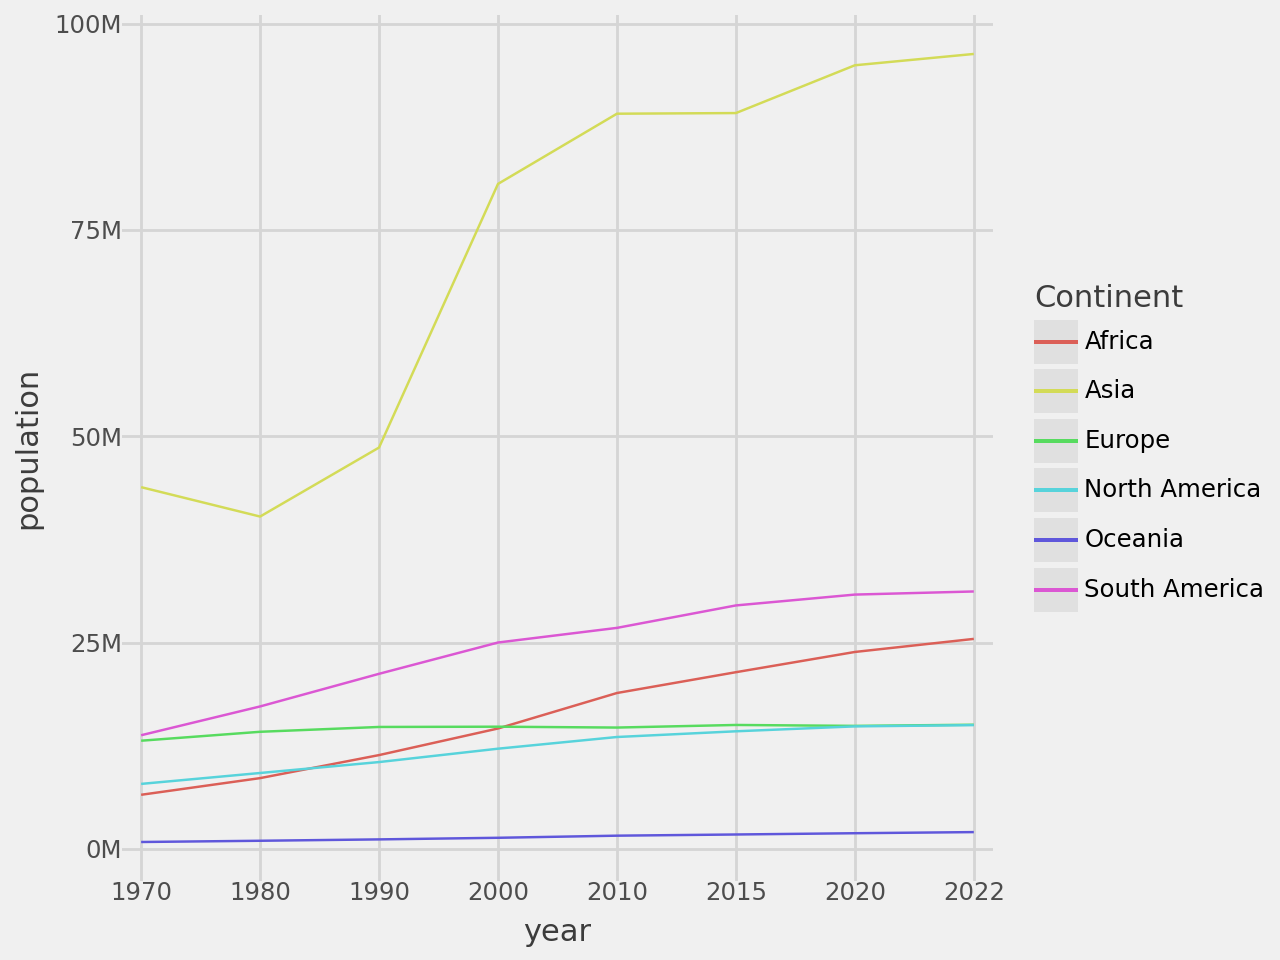 100M
75M
50M
25M
0M
population
1970 1980 1990 2000 2010 2015 2020 2022
year
Continent
Africa
Asia
Europe
North America
Oceania
South America